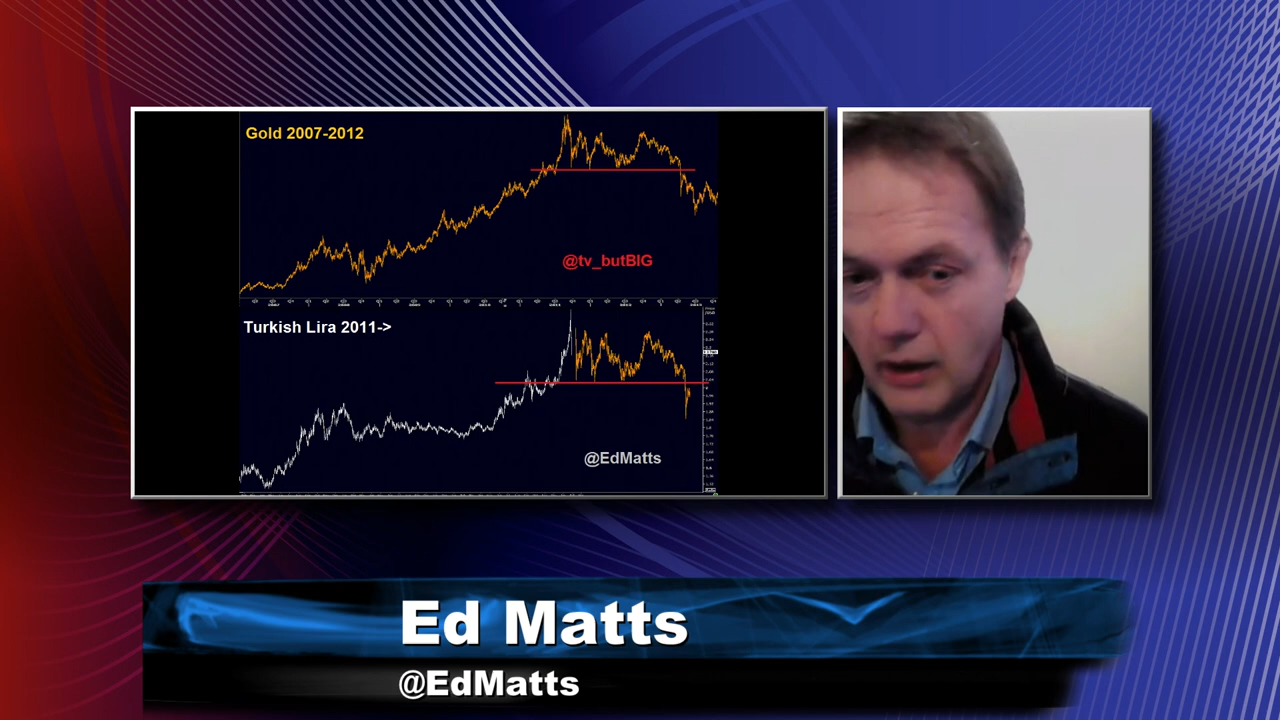 Gold 2007-2012
@tv_butBIG
Turkish Lira 2011->
@EdMatts
Ed Matts
@EdMatts